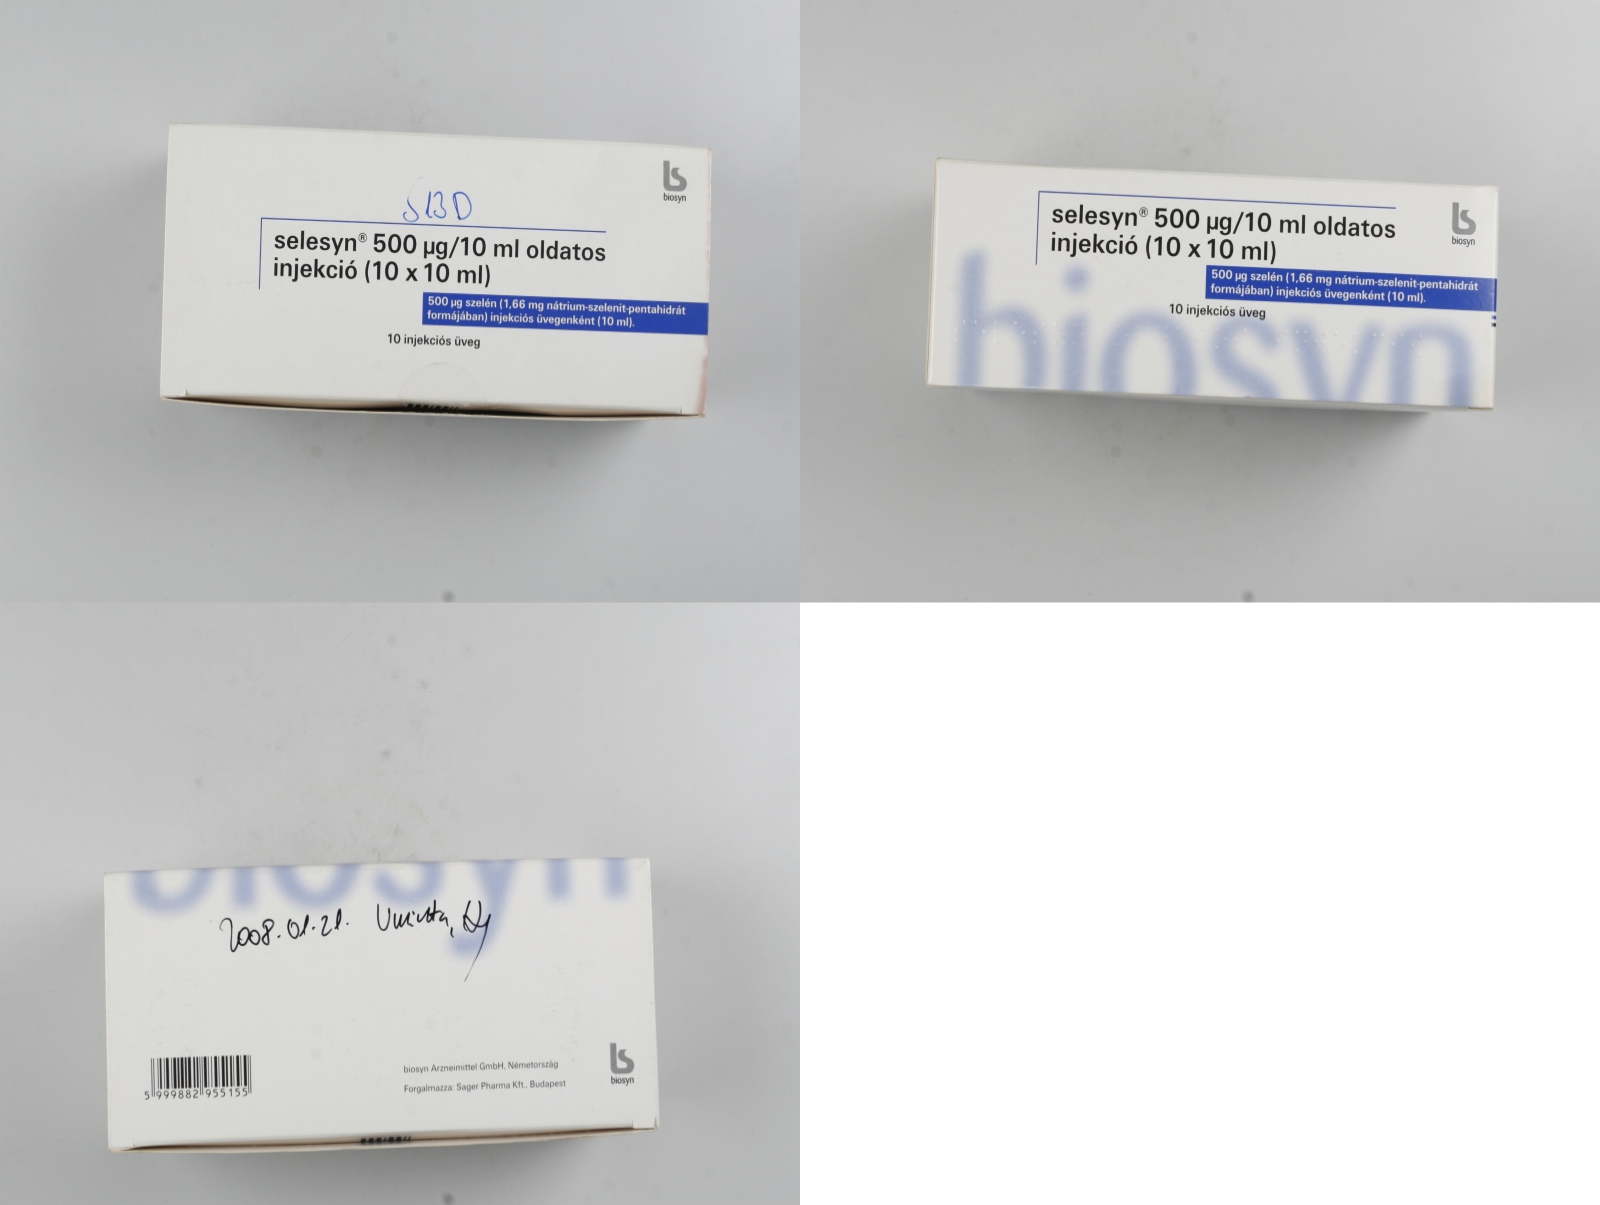 biosyn
S13D
selesyn® 500 µg/10 ml oldatos
injekció (10 x 10 ml)
500 µg szelén (1,66 mg nátrium-szelenit-pentahidrát
formájában) injekciós üvegenként (10 ml).
10 injekciós üveg
selesyn® 500 µg/10 ml oldatos
injekció (10 x 10 ml)
biosyn
500 µg szelén (1,66 mg nátrium-szelenit-pentahidrát
formájában) injekciós üvegenként (10 ml).
10 injekciós üveg
biosyn
biosyn
2008.01.21.
biosyn Arzneimittel GmbH, Németország
Forgalmazza: Sager Pharma Kft., Budapest
biosyn
5 999882 955155